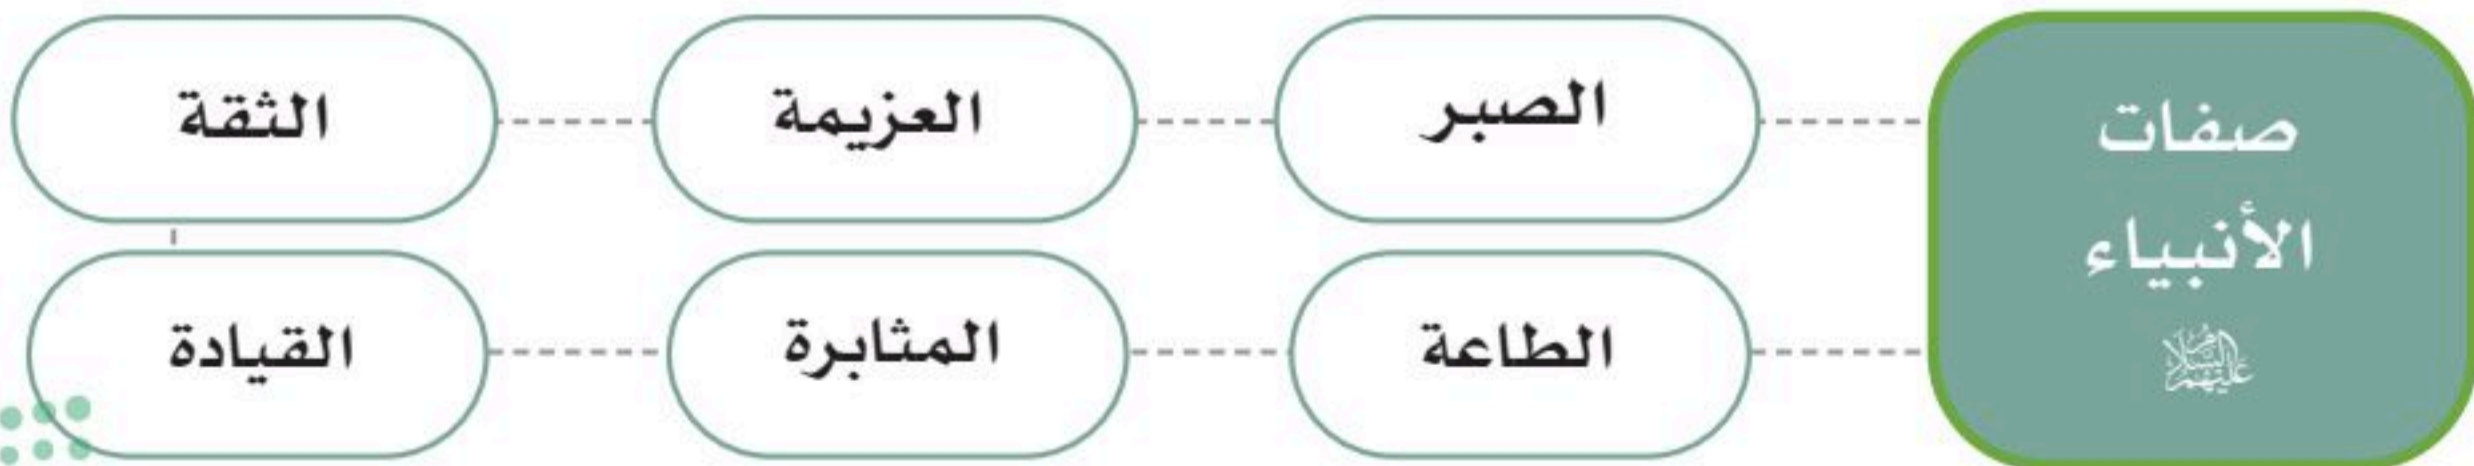 صفات
الأنبياء
عليهم السلام
الصبر
العزيمة
الثقة
الطاعة
المثابرة
القيادة